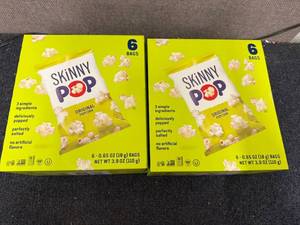 6
BAGS
SKiNNY
POP
ORIGINAL
POPCORN
3 simple
ingredients
deliciously
popped
perfectly
salted
no artificial
flavors
6 - 0.65 OZ (18 g) BAGS
NET WT 3.9 OZ (110 g)
6
BAGS
SKiNNY
POP
ORIGINAL
POPCORN
3 simple
ingredients
deliciously
popped
perfectly
salted
no artificial
flavors
6 - 0.65 OZ (18 g) BAGS
NET WT 3.9 OZ (110 g)